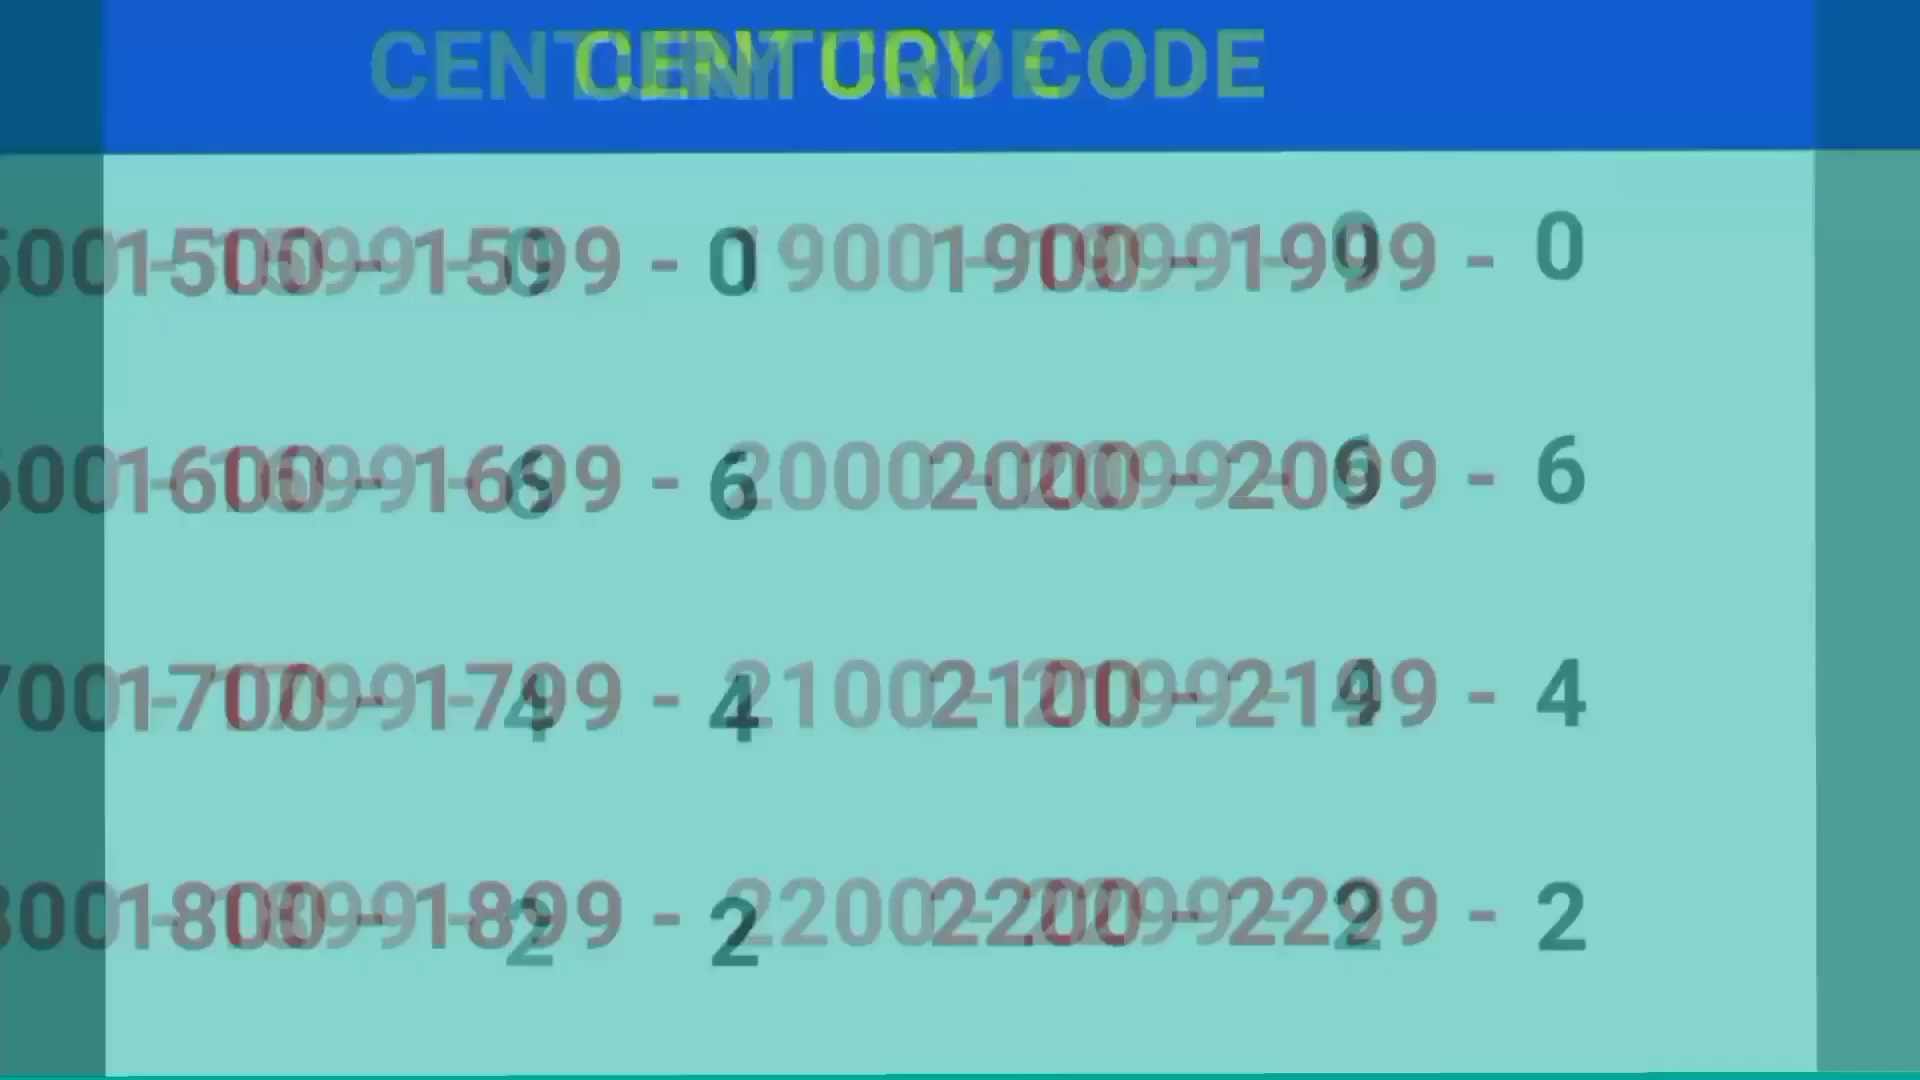 CENTURY CODE
1500 - 1599 - 0 1900 - 1999 - 0
1600 - 1699 - 6 2000 - 2099 - 6
1700 - 1799 - 4 2100 - 2199 - 4
1800 - 1899 - 2 2200 - 2299 - 2